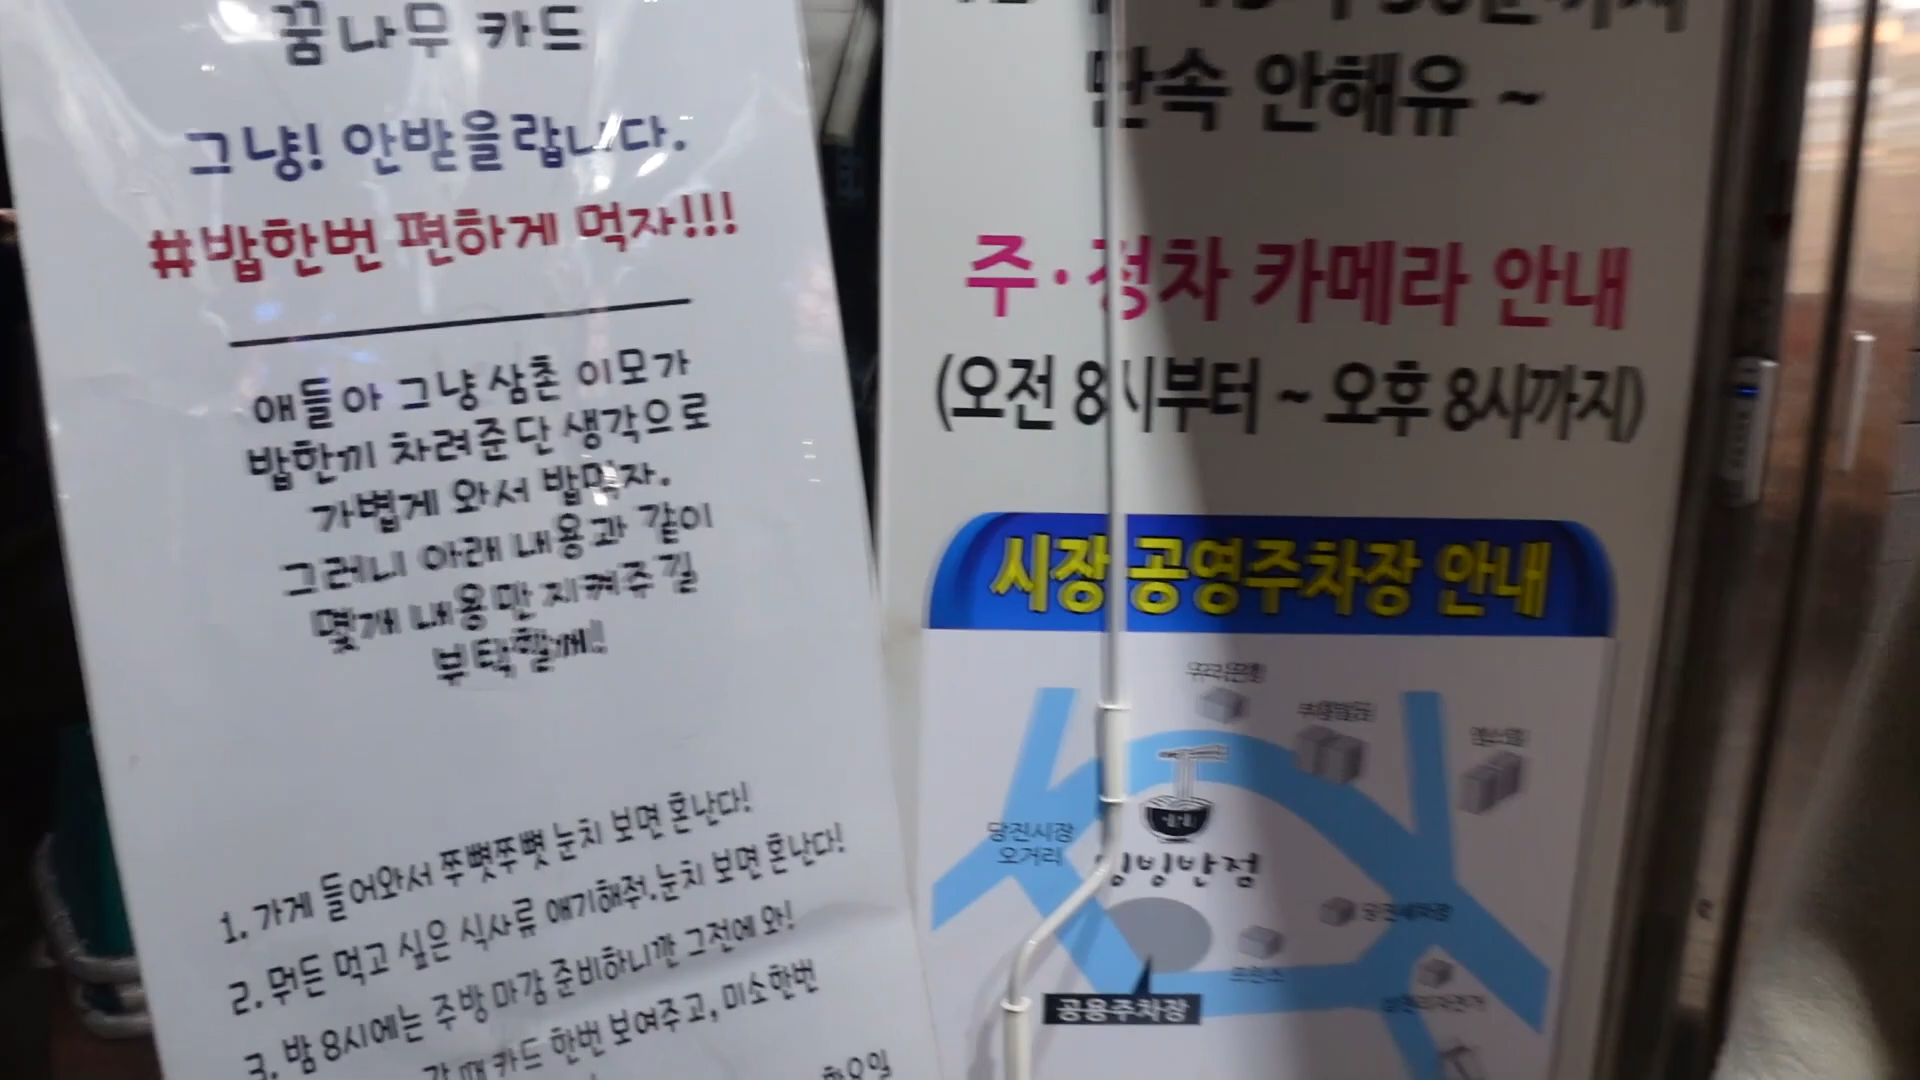 꿈나무 카드
그냥! 안받을랍니다.
#밥한번 편하게 먹자!!!
얘들아 그냥 삼촌 이모가
밥한끼 차려준단 생각으로
가볍게 와서 밥먹자.
그러니 아래 내용과 같이
몇개 내용만 지켜주길
부탁할께!
1. 가게 들어와서 쭈뼛쭈뼛 눈치 보면 혼난다!
2. 뭐든 먹고 싶은 식사류 얘기해줘. 눈치 보면 혼난다!
3. 밤 8시에는 주방 마감 준비하니깐 그전에 와!
갈 때 카드 한번 보여주고, 미소한번
화요일
단속 안해유 ~
주·정차 카메라 안내
(오전 8시부터 ~ 오후 8시까지)
시장 공영주차장 안내
우리은행
당진시장
오거리
빙빙반점
공용주차장